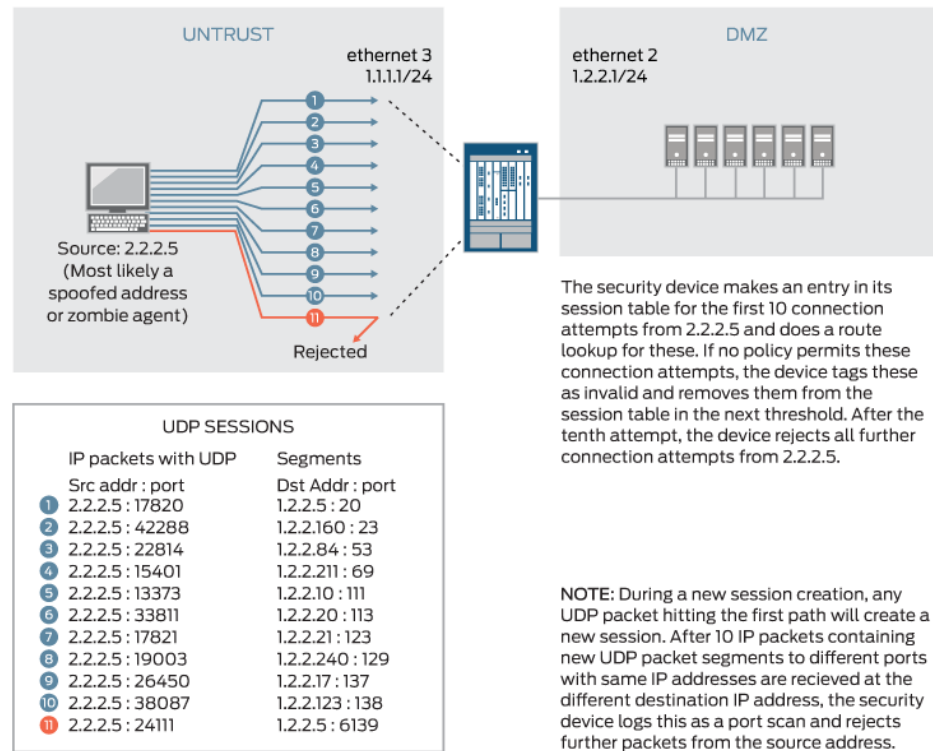 UNTRUST
ethernet 3
1.1.1.1/24
1
2
3
4
5
6
7
8
9
10
11
Source: 2.2.2.5
(Most likely a
spoofed address
or zombie agent)
Rejected
DMZ
ethernet 2
1.2.2.1/24
The security device makes an entry in its
session table for the first 10 connection
attempts from 2.2.2.5 and does a route
lookup for these. If no policy permits these
connection attempts, the device tags these
as invalid and removes them from the
session table in the next threshold. After the
tenth attempt, the device rejects all further
connection attempts from 2.2.2.5.
UDP SESSIONS
IP packets with UDP Segments
Src addr : port Dst Addr : port
1 2.2.2.5 : 17820 1.2.2.5 : 20
2 2.2.2.5 : 42288 1.2.2.160 : 23
3 2.2.2.5 : 22814 1.2.2.84 : 53
4 2.2.2.5 : 15401 1.2.2.211 : 69
5 2.2.2.5 : 13373 1.2.2.10 : 111
6 2.2.2.5 : 33811 1.2.2.20 : 113
7 2.2.2.5 : 17821 1.2.2.21 : 123
8 2.2.2.5 : 19003 1.2.2.240 : 129
9 2.2.2.5 : 26450 1.2.2.17 : 137
10 2.2.2.5 : 38087 1.2.2.123 : 138
11 2.2.2.5 : 24111 1.2.2.5 : 6139
NOTE: During a new session creation, any
UDP packet hitting the first path will create a
new session. After 10 IP packets containing
new UDP packet segments to different ports
with same IP addresses are recieved at the
different destination IP address, the security
device logs this as a port scan and rejects
further packets from the source address.